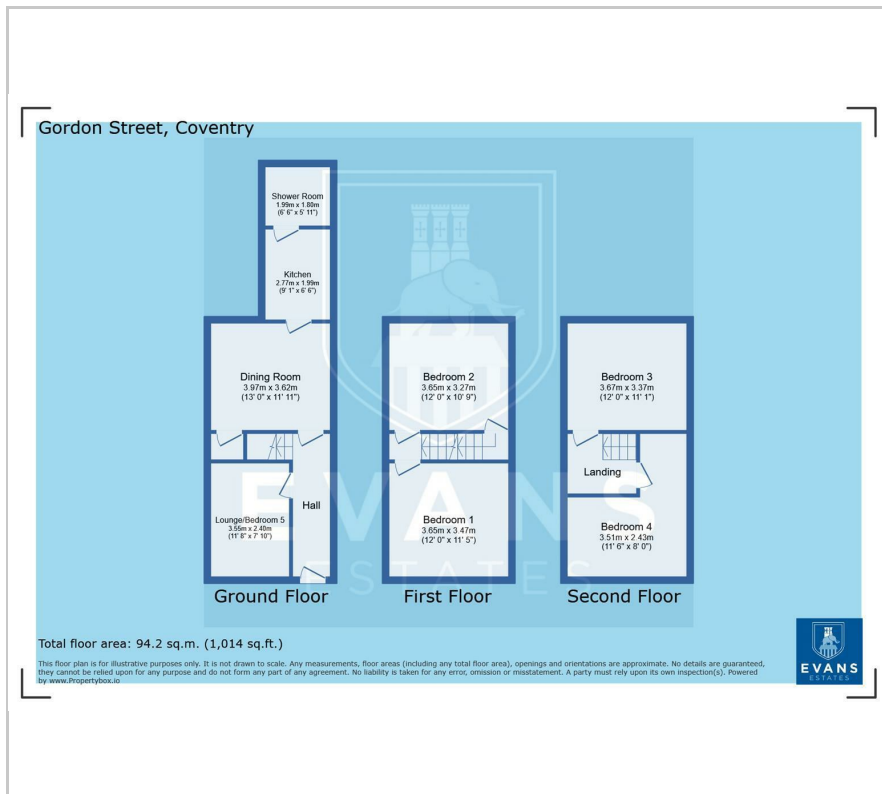 Gordon Street, Coventry
Shower Room
1.99m x 1.80m
(6' 6" x 5' 11")
Kitchen
2.77m x 1.99m
(9' 1" x 6' 6")
Dining Room
3.97m x 3.62m
(13' 0" x 11' 11")
Bedroom 2
3.65m x 3.27m
(12' 0" x 10' 9")
Bedroom 3
3.67m x 3.37m
(12' 0" x 11' 1")
Landing
Hall
Lounge/Bedroom 5
3.55m x 2.40m
(11' 8" x 7' 10")
Bedroom 1
3.65m x 3.47m
(12' 0" x 11' 5")
Bedroom 4
3.51m x 2.43m
(11' 6" x 8' 0")
EVANS
ESTATES
Ground Floor
First Floor
Second Floor
Total floor area: 94.2 sq.m. (1,014 sq.ft.)
This floor plan is for illustrative purposes only. It is not drawn to scale. Any measurements, floor areas (including any total floor area), openings and orientations are approximate. No details are guaranteed,
they cannot be relied upon for any purpose and do not form any part of any agreement. No liability is taken for any error, omission or misstatement. A party must rely upon its own inspection(s). Powered
by www.Propertybox.io
EVANS
ESTATES